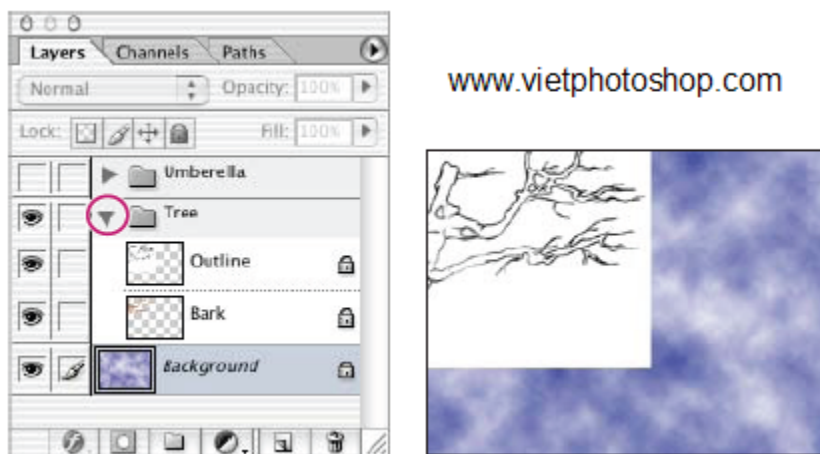 Layers Channels Paths
Normal Opacity: 100%
Lock: Fill: 100%
Umberella
Tree
Outline
Bark
Background
www.vietphotoshop.com